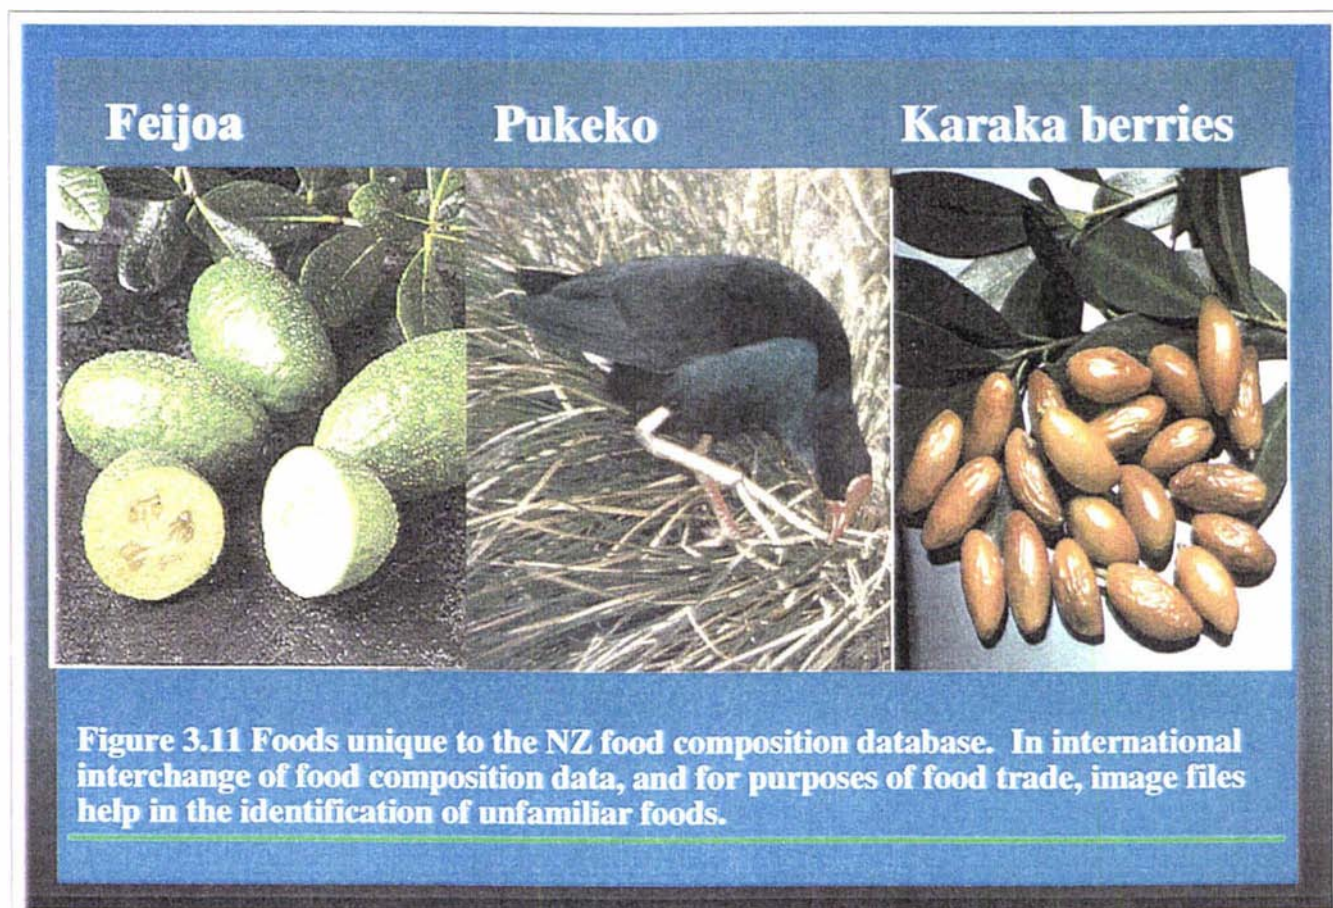 Feijoa Pukeko Karaka berries
Figure 3.11 Foods unique to the NZ food composition database. In international
interchange of food composition data, and for purposes of food trade, image files
help in the identification of unfamiliar foods.